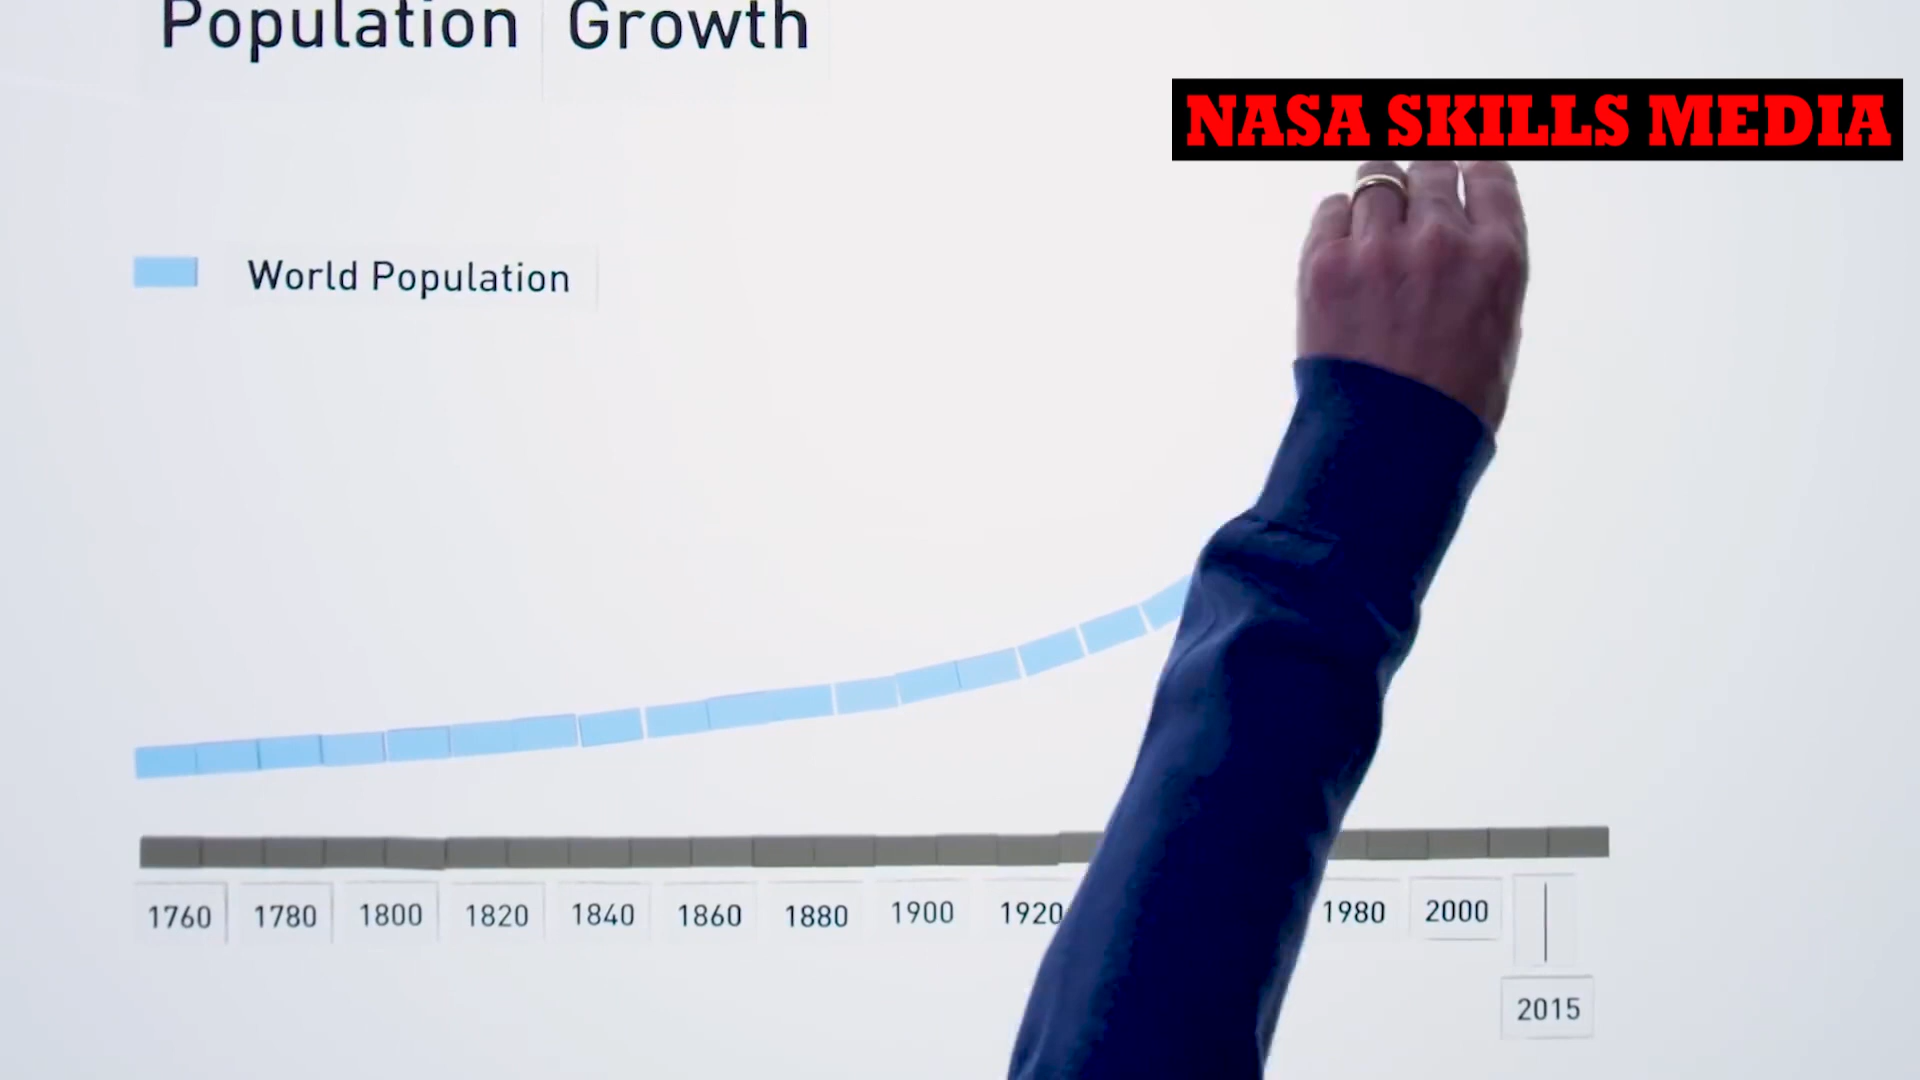 Population Growth
NASA SKILLS MEDIA
World Population
1760 1780 1800 1820 1840 1860 1880 1900 1920 1980 2000
2015